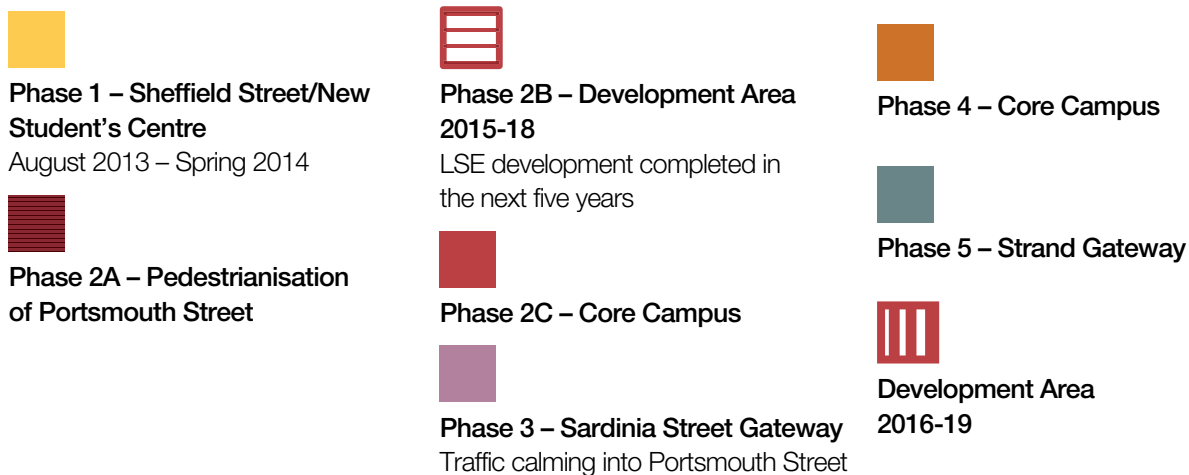 Phase 1 – Sheffield Street/New
Student’s Centre
August 2013 – Spring 2014
Phase 2A – Pedestrianisation
of Portsmouth Street
Phase 2B – Development Area
2015-18
LSE development completed in
the next five years
Phase 2C – Core Campus
Phase 3 – Sardinia Street Gateway
Traffic calming into Portsmouth Street
Phase 4 – Core Campus
Phase 5 – Strand Gateway
Development Area
2016-19